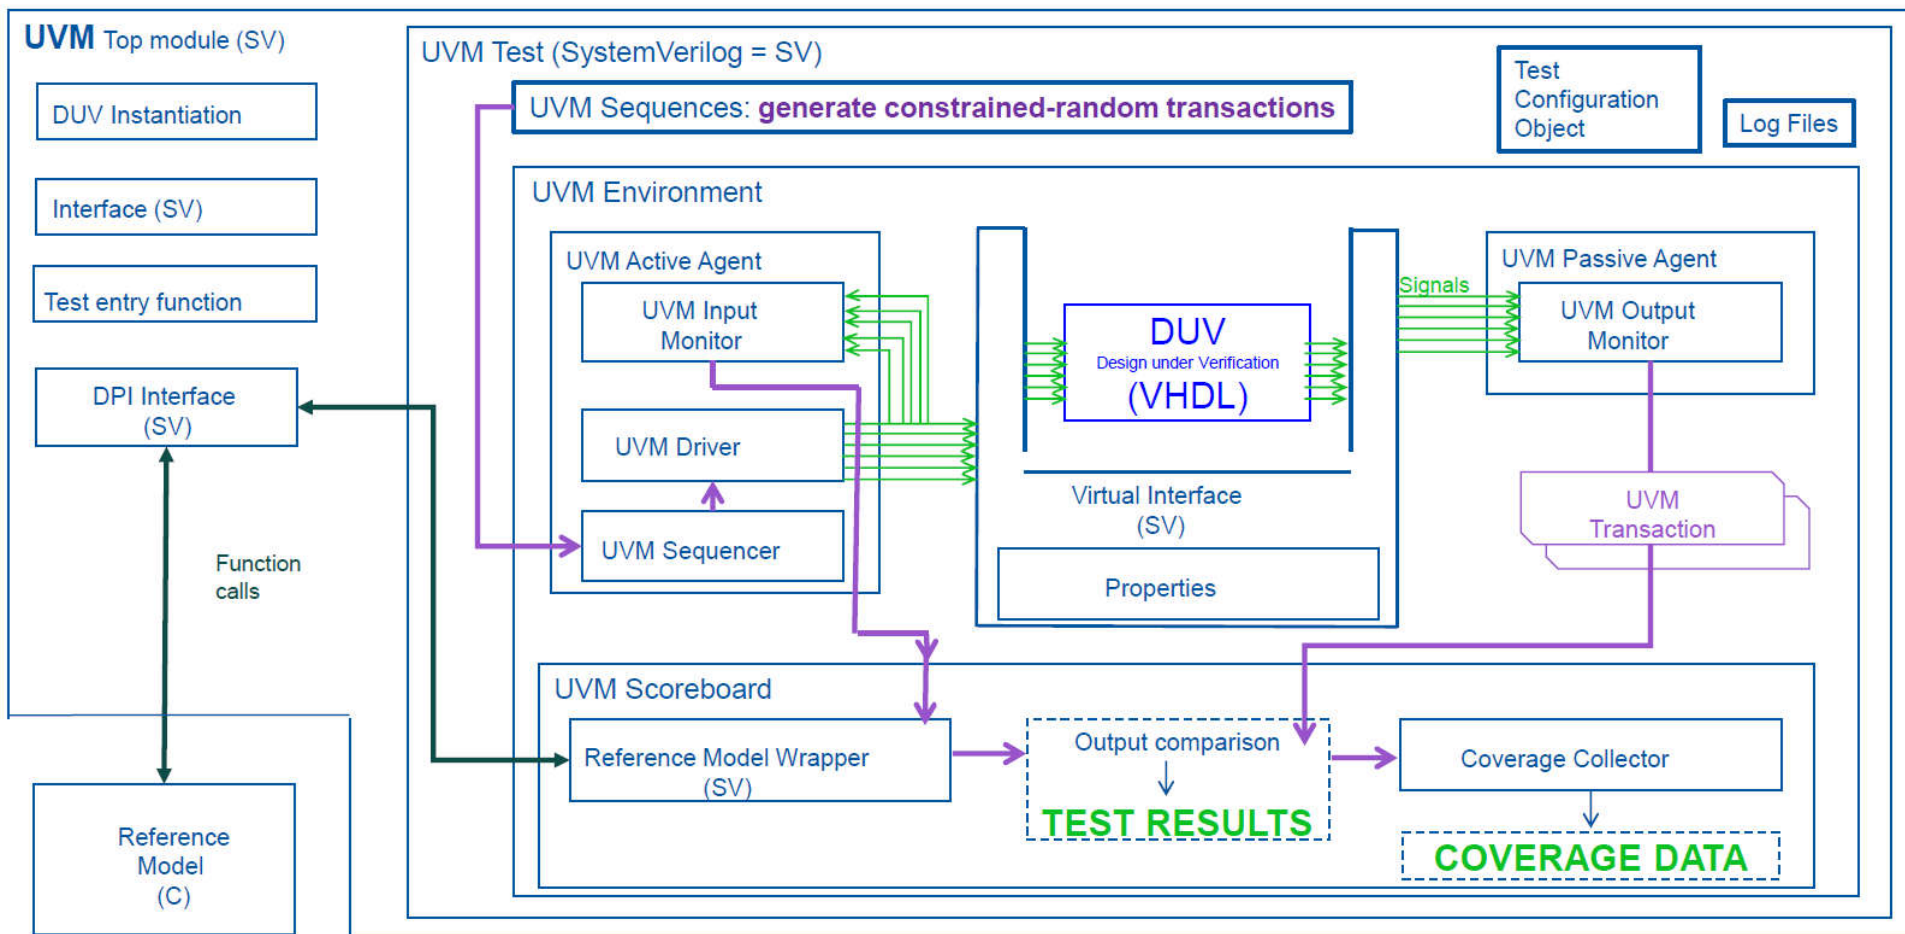 UVM Top module (SV)
DUV Instantiation
Interface (SV)
Test entry function
DPI Interface
(SV)
Function
calls
Reference
Model
(C)
UVM Test (SystemVerilog = SV)
UVM Sequences: generate constrained-random transactions
Test
Configuration
Object
Log Files
UVM Environment
UVM Active Agent
UVM Input
Monitor
UVM Driver
UVM Sequencer
DUV
Design under Verification
(VHDL)
Virtual Interface
(SV)
Properties
Signals
UVM Passive Agent
UVM Output
Monitor
UVM
Transaction
UVM Scoreboard
Reference Model Wrapper
(SV)
Output comparison
TEST RESULTS
Coverage Collector
COVERAGE DATA